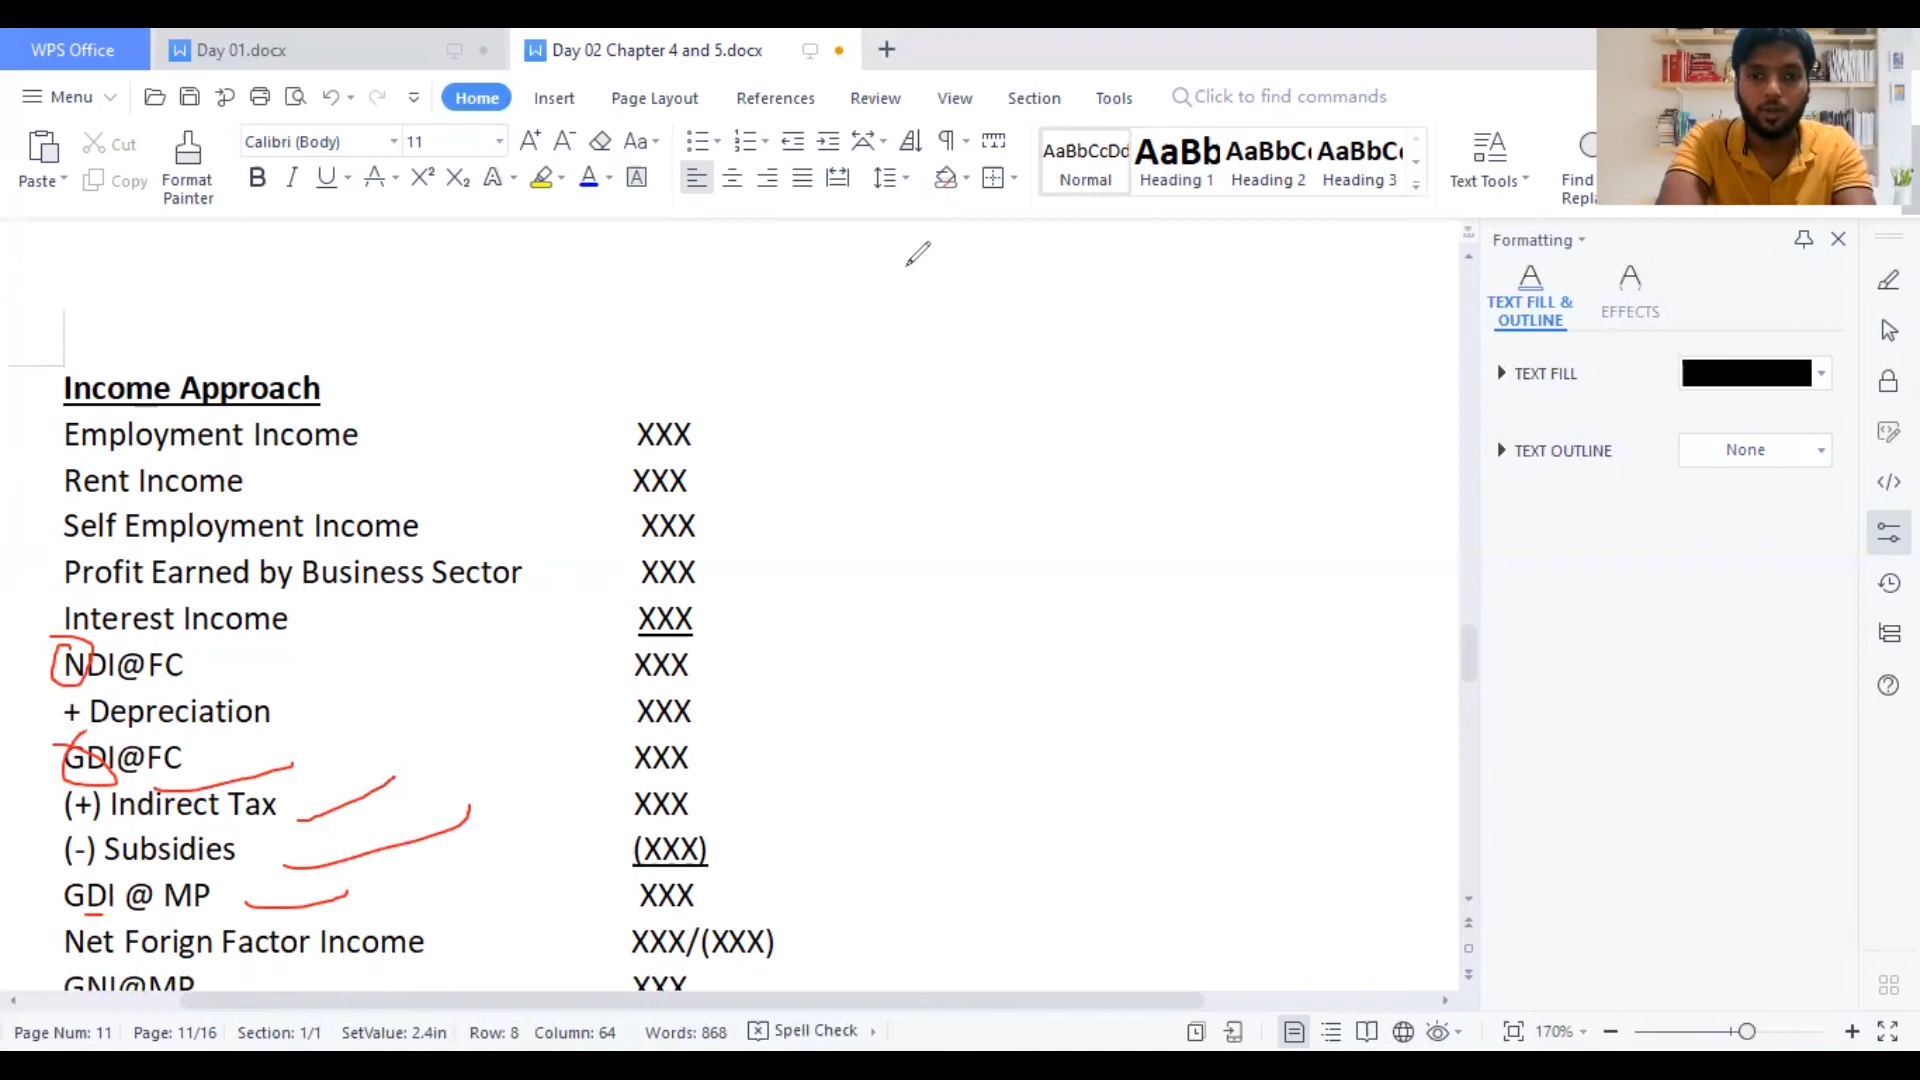 WPS Office Day 01.docx Day 02 Chapter 4 and 5.docx
Menu Home Insert Page Layout References Review View Section Tools Click to find commands
Paste Cut Copy Format Painter Calibri (Body) 11 AaBbCcDd Normal AaBb Heading 1 AaBbC Heading 2 AaBbC Heading 3 Text Tools Find Repla
Formatting
TEXT FILL & OUTLINE EFFECTS
TEXT FILL
TEXT OUTLINE None
Income Approach
Employment Income XXX
Rent Income XXX
Self Employment Income XXX
Profit Earned by Business Sector XXX
Interest Income XXX
NDI@FC XXX
+ Depreciation XXX
GDI@FC XXX
(+) Indirect Tax XXX
(-) Subsidies (XXX)
GDI @ MP XXX
Net Forign Factor Income XXX/(XXX)
GNI@MP XXX
Page Num: 11 Page: 11/16 Section: 1/1 SetValue: 2.4in Row: 8 Column: 64 Words: 868 Spell Check 170%